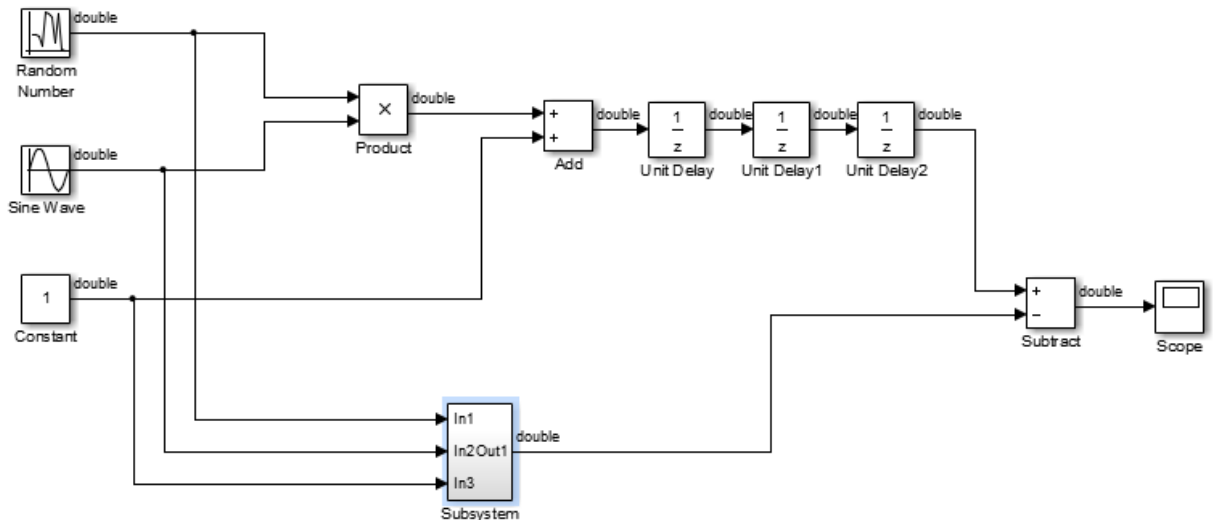 double
Random
Number
double
Sine Wave
1
double
Constant
×
double
Product
+
+
double
Add
1
z
double
Unit Delay
1
z
double
Unit Delay1
1
z
double
Unit Delay2
In1
In2 Out1
In3
double
Subsystem
+
−
double
Subtract
Scope